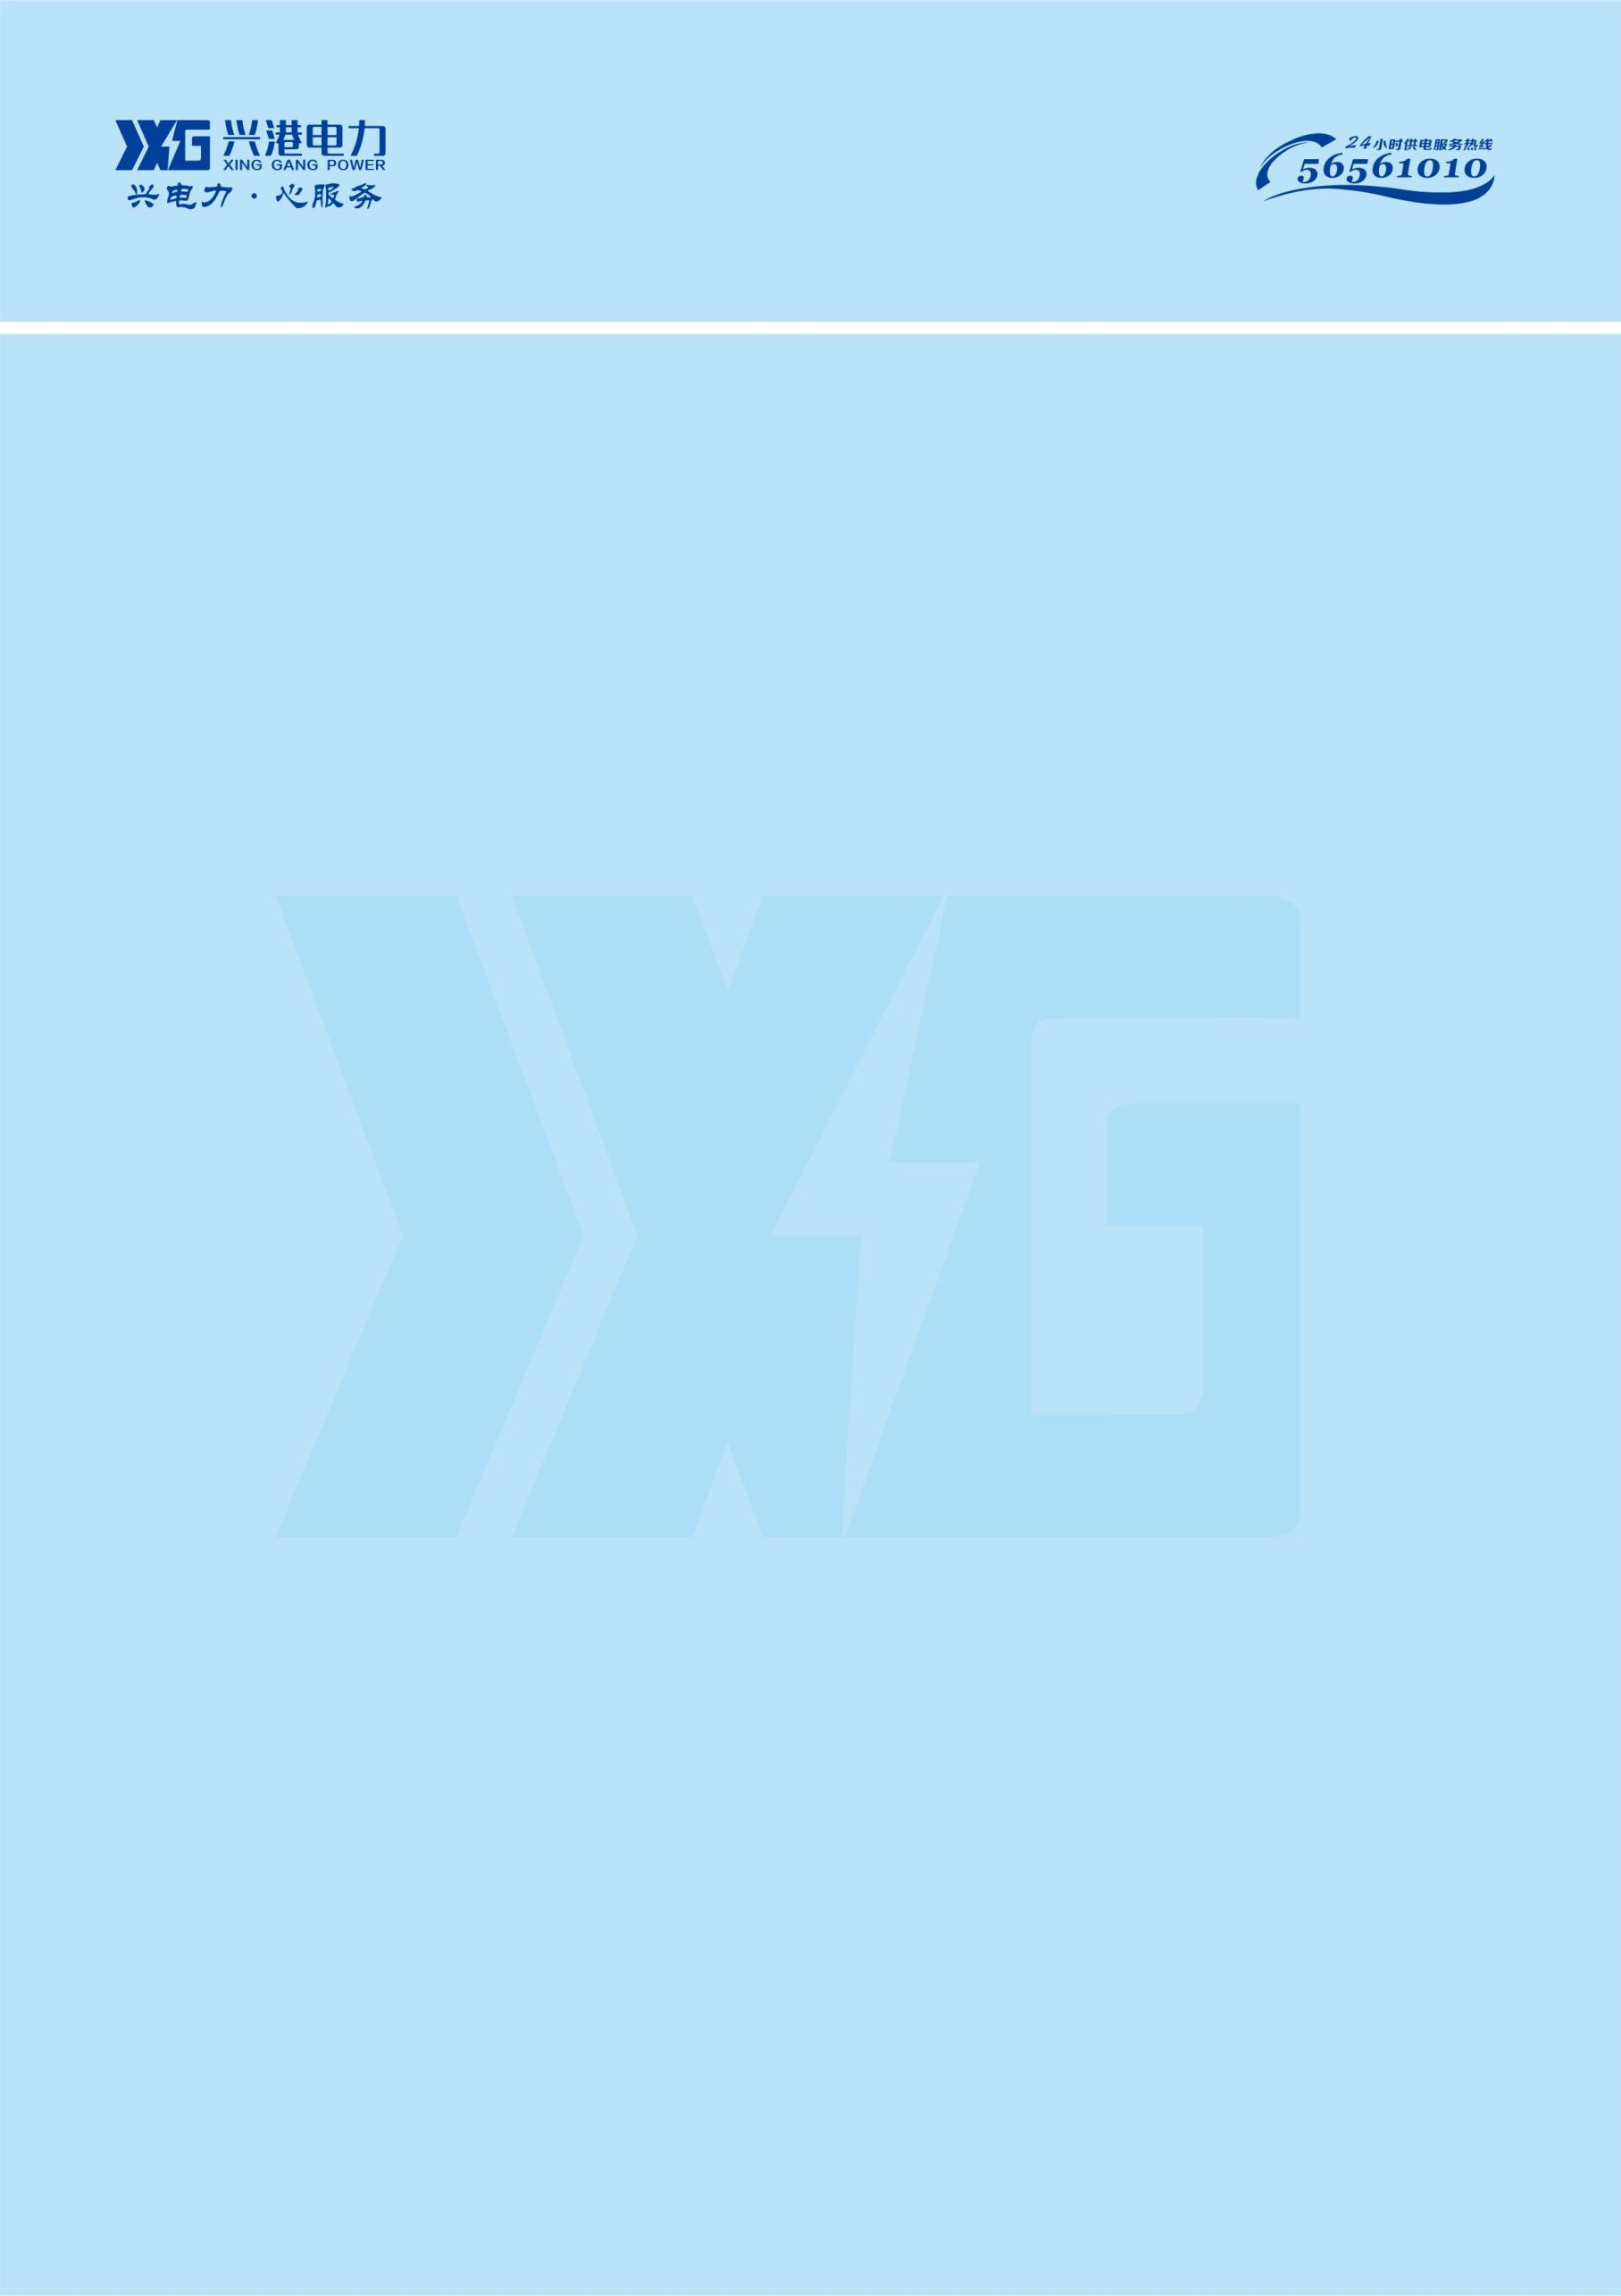 XG 兴港电力
XING GANG POWER
兴电力·心服务
24小时供电服务热线
56561010
XG